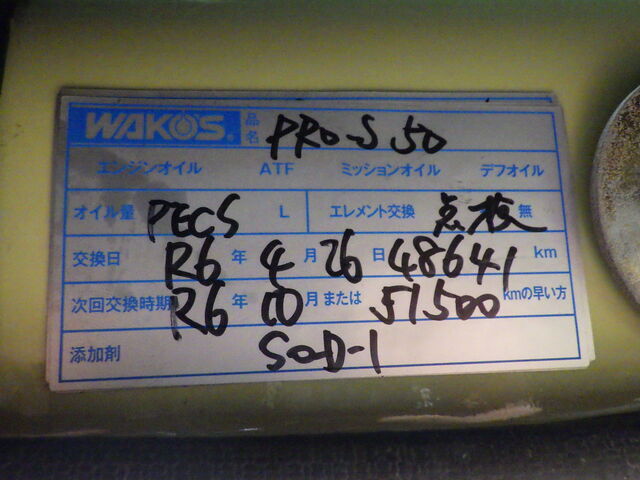 WAKO'S 品名 PRO-S 50
エンジンオイル ATF ミッションオイル デフオイル
オイル量 PECS L エレメント交換 点検 無
交換日 R6 年 4 月 26 日 48641 km
次回交換時期 R6 年 10 月または 51500 kmの早い方
添加剤 S-O-D-1